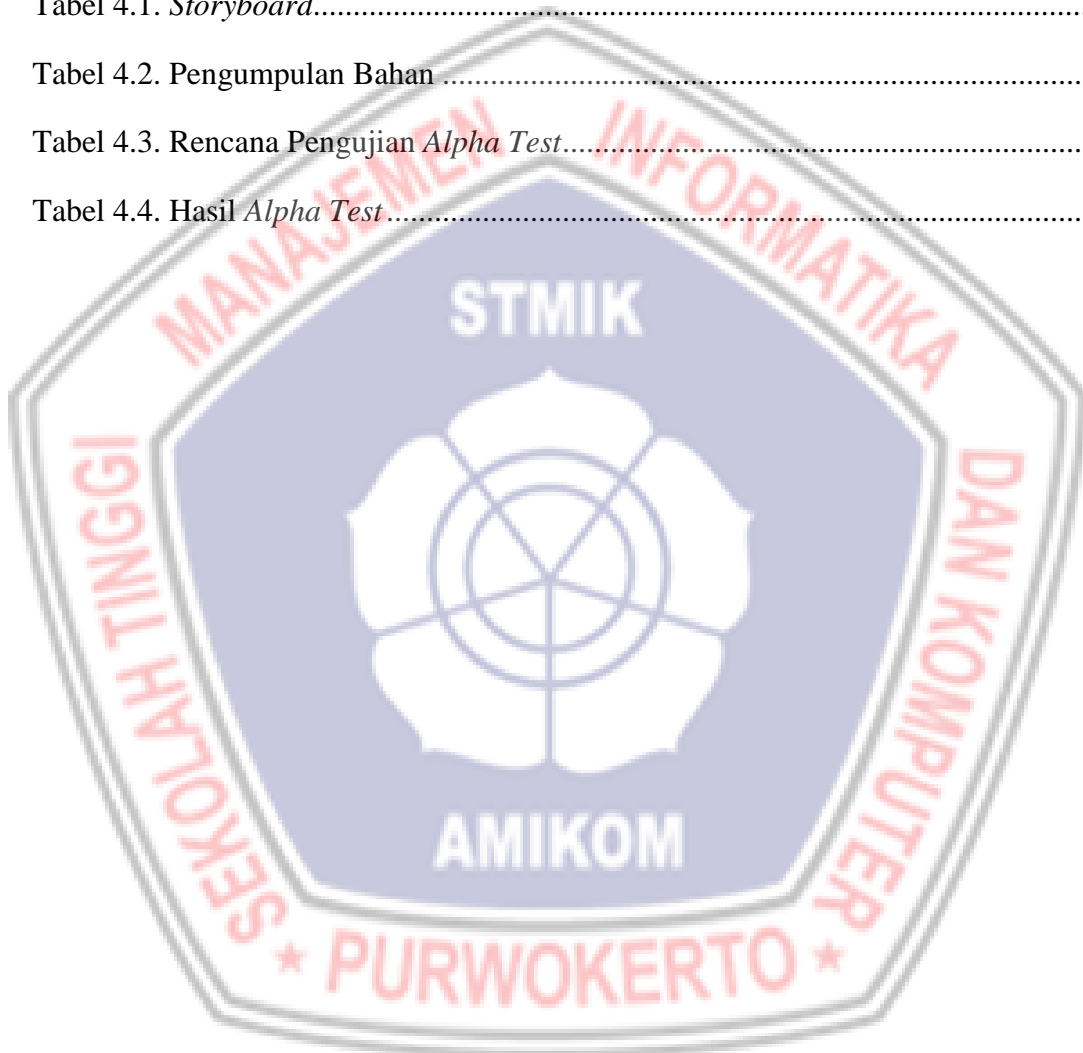 Tabel 4.1. Storyboard................................................................................
Tabel 4.2. Pengumpulan Bahan ................................................................
Tabel 4.3. Rencana Pengujian Alpha Test..................................................
Tabel 4.4. Hasil Alpha Test......................................................................
SEKOLAH TINGGI MANAJEMEN INFORMATIKA DAN KOMPUTER
STMIK
AMIKOM
★ PURWOKERTO ★